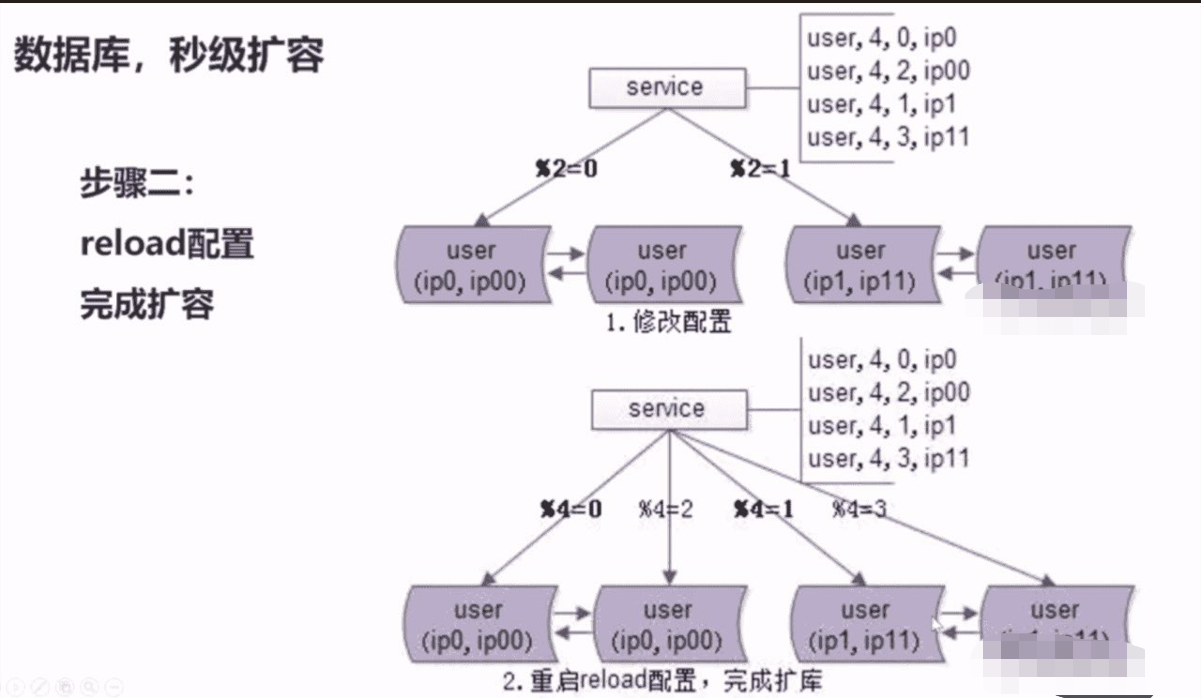 数据库，秒级扩容
步骤二：
reload配置
完成扩容
service
user, 4, 0, ip0
user, 4, 2, ip00
user, 4, 1, ip1
user, 4, 3, ip11
%2=0
%2=1
user
(ip0, ip00)
user
(ip0, ip00)
user
(ip1, ip11)
user
(ip1, ip11)
1.修改配置
service
user, 4, 0, ip0
user, 4, 2, ip00
user, 4, 1, ip1
user, 4, 3, ip11
%4=0
%4=2
%4=1
%4=3
user
(ip0, ip00)
user
(ip0, ip00)
user
(ip1, ip11)
user
2.重启reload配置，完成扩库